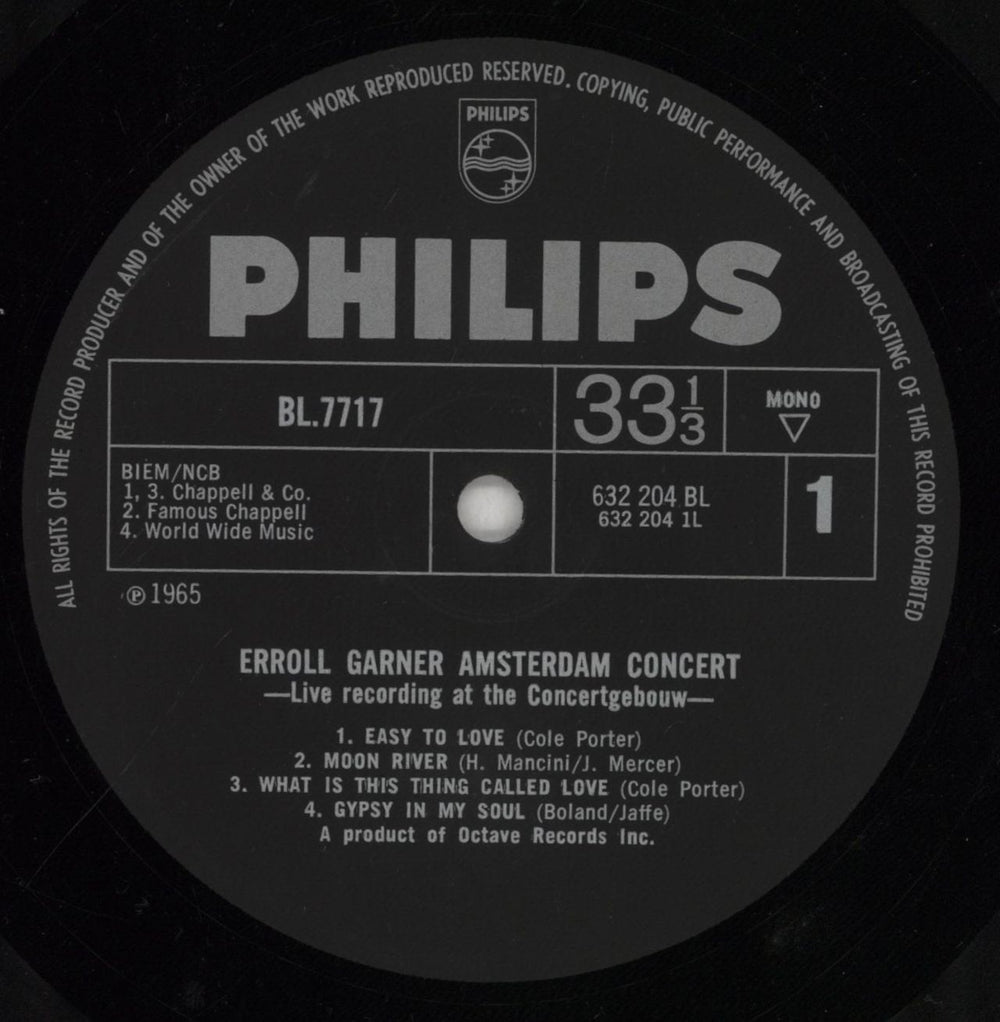 ALL RIGHTS OF THE RECORD PRODUCER AND OF THE OWNER OF THE WORK REPRODUCED RESERVED. COPYING, PUBLIC PERFORMANCE AND BROADCASTING OF THIS RECORD PROHIBITED
PHILIPS
PHILIPS
BL.7717
33 1/3
MONO
BIEM/NCB
1, 3. Chappell & Co.
2. Famous Chappell
4. World Wide Music
632 204 BL
632 204 1L
1
℗ 1965
ERROLL GARNER AMSTERDAM CONCERT
—Live recording at the Concertgebouw—
1. EASY TO LOVE (Cole Porter)
2. MOON RIVER (H. Mancini/J. Mercer)
3. WHAT IS THIS THING CALLED LOVE (Cole Porter)
4. GYPSY IN MY SOUL (Boland/Jaffe)
A product of Octave Records Inc.